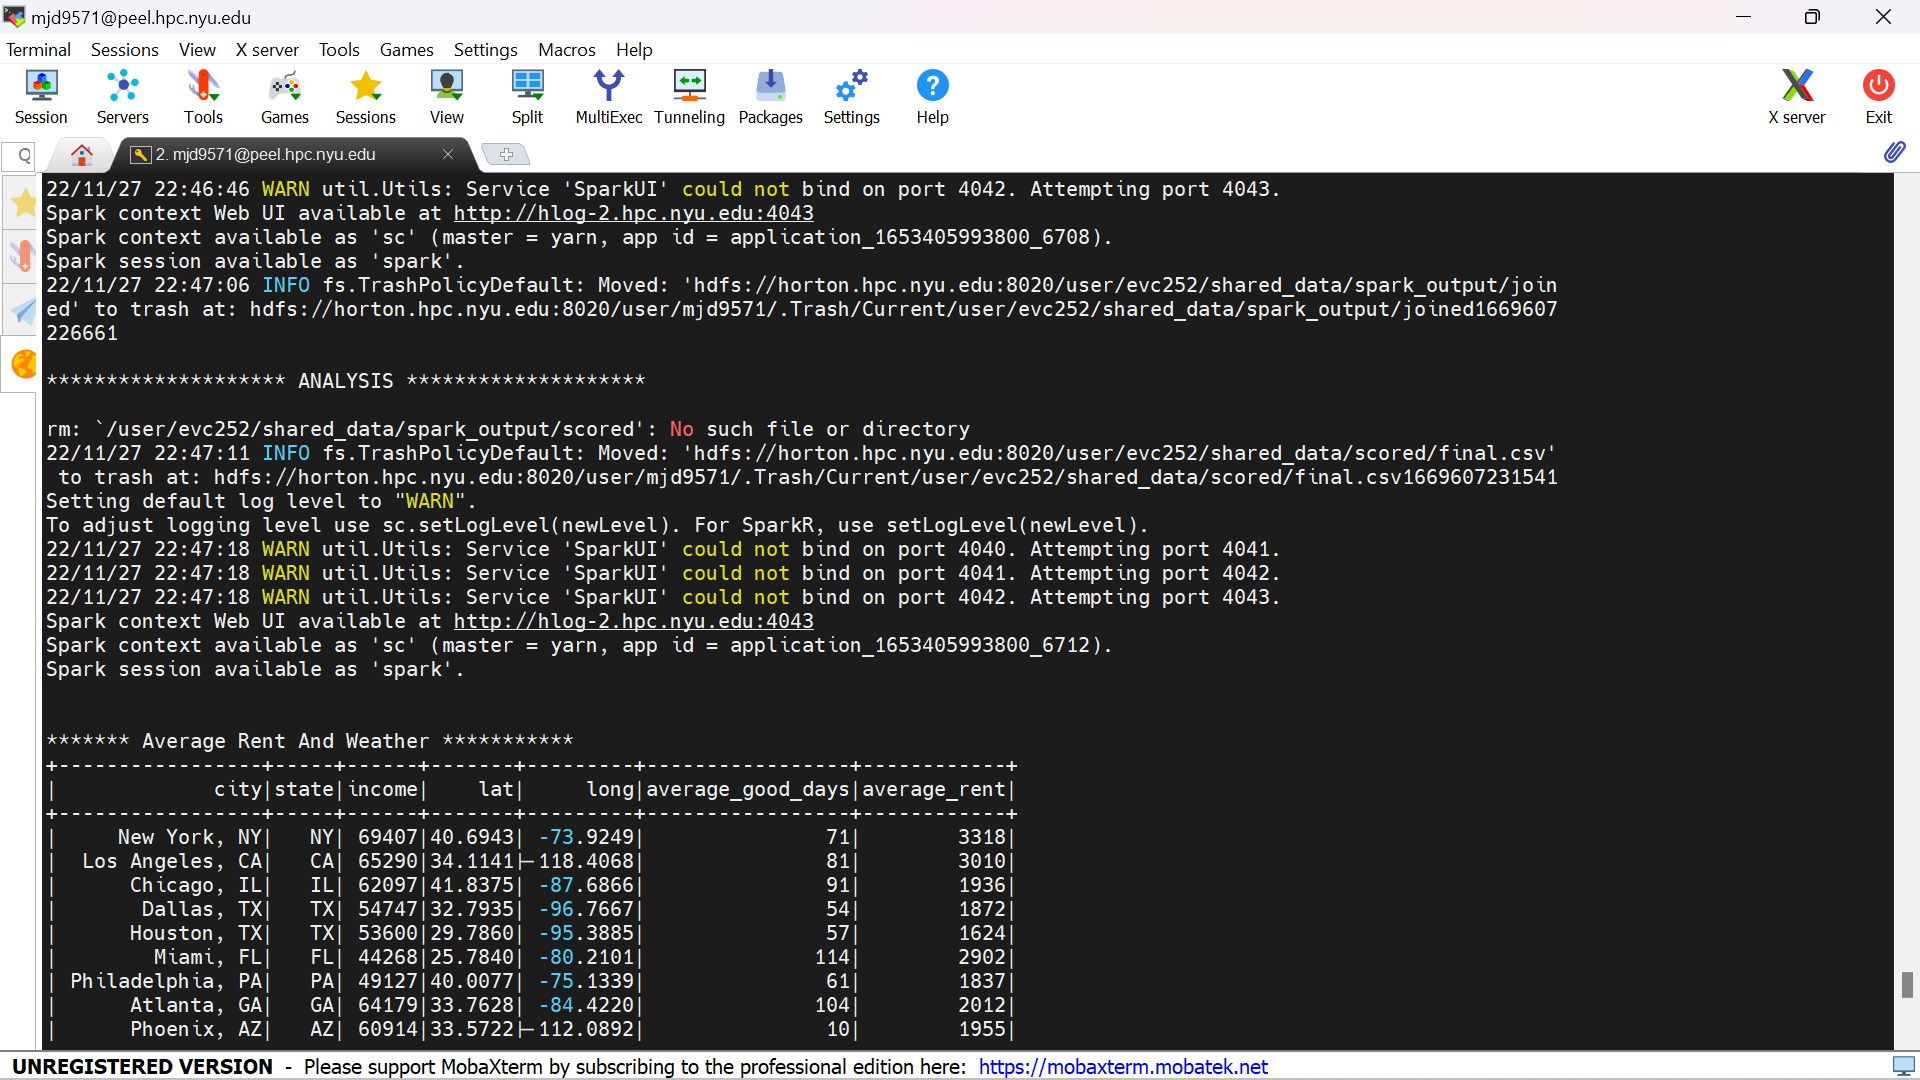 mjd9571@peel.hpc.nyu.edu
Terminal Sessions View X server Tools Games Settings Macros Help
Session Servers Tools Games Sessions View Split MultiExec Tunneling Packages Settings Help X server Exit
2. mjd9571@peel.hpc.nyu.edu
22/11/27 22:46:46 WARN util.Utils: Service 'SparkUI' could not bind on port 4042. Attempting port 4043.
Spark context Web UI available at http://hlog-2.hpc.nyu.edu:4043
Spark context available as 'sc' (master = yarn, app id = application_1653405993800_6708).
Spark session available as 'spark'.
22/11/27 22:47:06 INFO fs.TrashPolicyDefault: Moved: 'hdfs://horton.hpc.nyu.edu:8020/user/evc252/shared_data/spark_output/join
ed' to trash at: hdfs://horton.hpc.nyu.edu:8020/user/mjd9571/.Trash/Current/user/evc252/shared_data/spark_output/joined1669607
226661
******************** ANALYSIS ********************
rm: `/user/evc252/shared_data/spark_output/scored': No such file or directory
22/11/27 22:47:11 INFO fs.TrashPolicyDefault: Moved: 'hdfs://horton.hpc.nyu.edu:8020/user/evc252/shared_data/scored/final.csv'
 to trash at: hdfs://horton.hpc.nyu.edu:8020/user/mjd9571/.Trash/Current/user/evc252/shared_data/scored/final.csv1669607231541
Setting default log level to "WARN".
To adjust logging level use sc.setLogLevel(newLevel). For SparkR, use setLogLevel(newLevel).
22/11/27 22:47:18 WARN util.Utils: Service 'SparkUI' could not bind on port 4040. Attempting port 4041.
22/11/27 22:47:18 WARN util.Utils: Service 'SparkUI' could not bind on port 4041. Attempting port 4042.
22/11/27 22:47:18 WARN util.Utils: Service 'SparkUI' could not bind on port 4042. Attempting port 4043.
Spark context Web UI available at http://hlog-2.hpc.nyu.edu:4043
Spark context available as 'sc' (master = yarn, app id = application_1653405993800_6712).
Spark session available as 'spark'.
******* Average Rent And Weather ***********
+-----------------+-----+------+-------+---------+-----------------+------------+
|             city|state|income|    lat|     long|average_good_days|average_rent|
+-----------------+-----+------+-------+---------+-----------------+------------+
|     New York, NY|   NY| 69407|40.6943| -73.9249|               71|        3318|
|  Los Angeles, CA|   CA| 65290|34.1141|-118.4068|               81|        3010|
|      Chicago, IL|   IL| 62097|41.8375| -87.6866|               91|        1936|
|       Dallas, TX|   TX| 54747|32.7935| -96.7667|               54|        1872|
|      Houston, TX|   TX| 53600|29.7860| -95.3885|               57|        1624|
|        Miami, FL|   FL| 44268|25.7840| -80.2101|              114|        2902|
| Philadelphia, PA|   PA| 49127|40.0077| -75.1339|               61|        1837|
|      Atlanta, GA|   GA| 64179|33.7628| -84.4220|              104|        2012|
|      Phoenix, AZ|   AZ| 60914|33.5722|-112.0892|               10|        1955|
UNREGISTERED VERSION - Please support MobaXterm by subscribing to the professional edition here: https://mobaxterm.mobatek.net